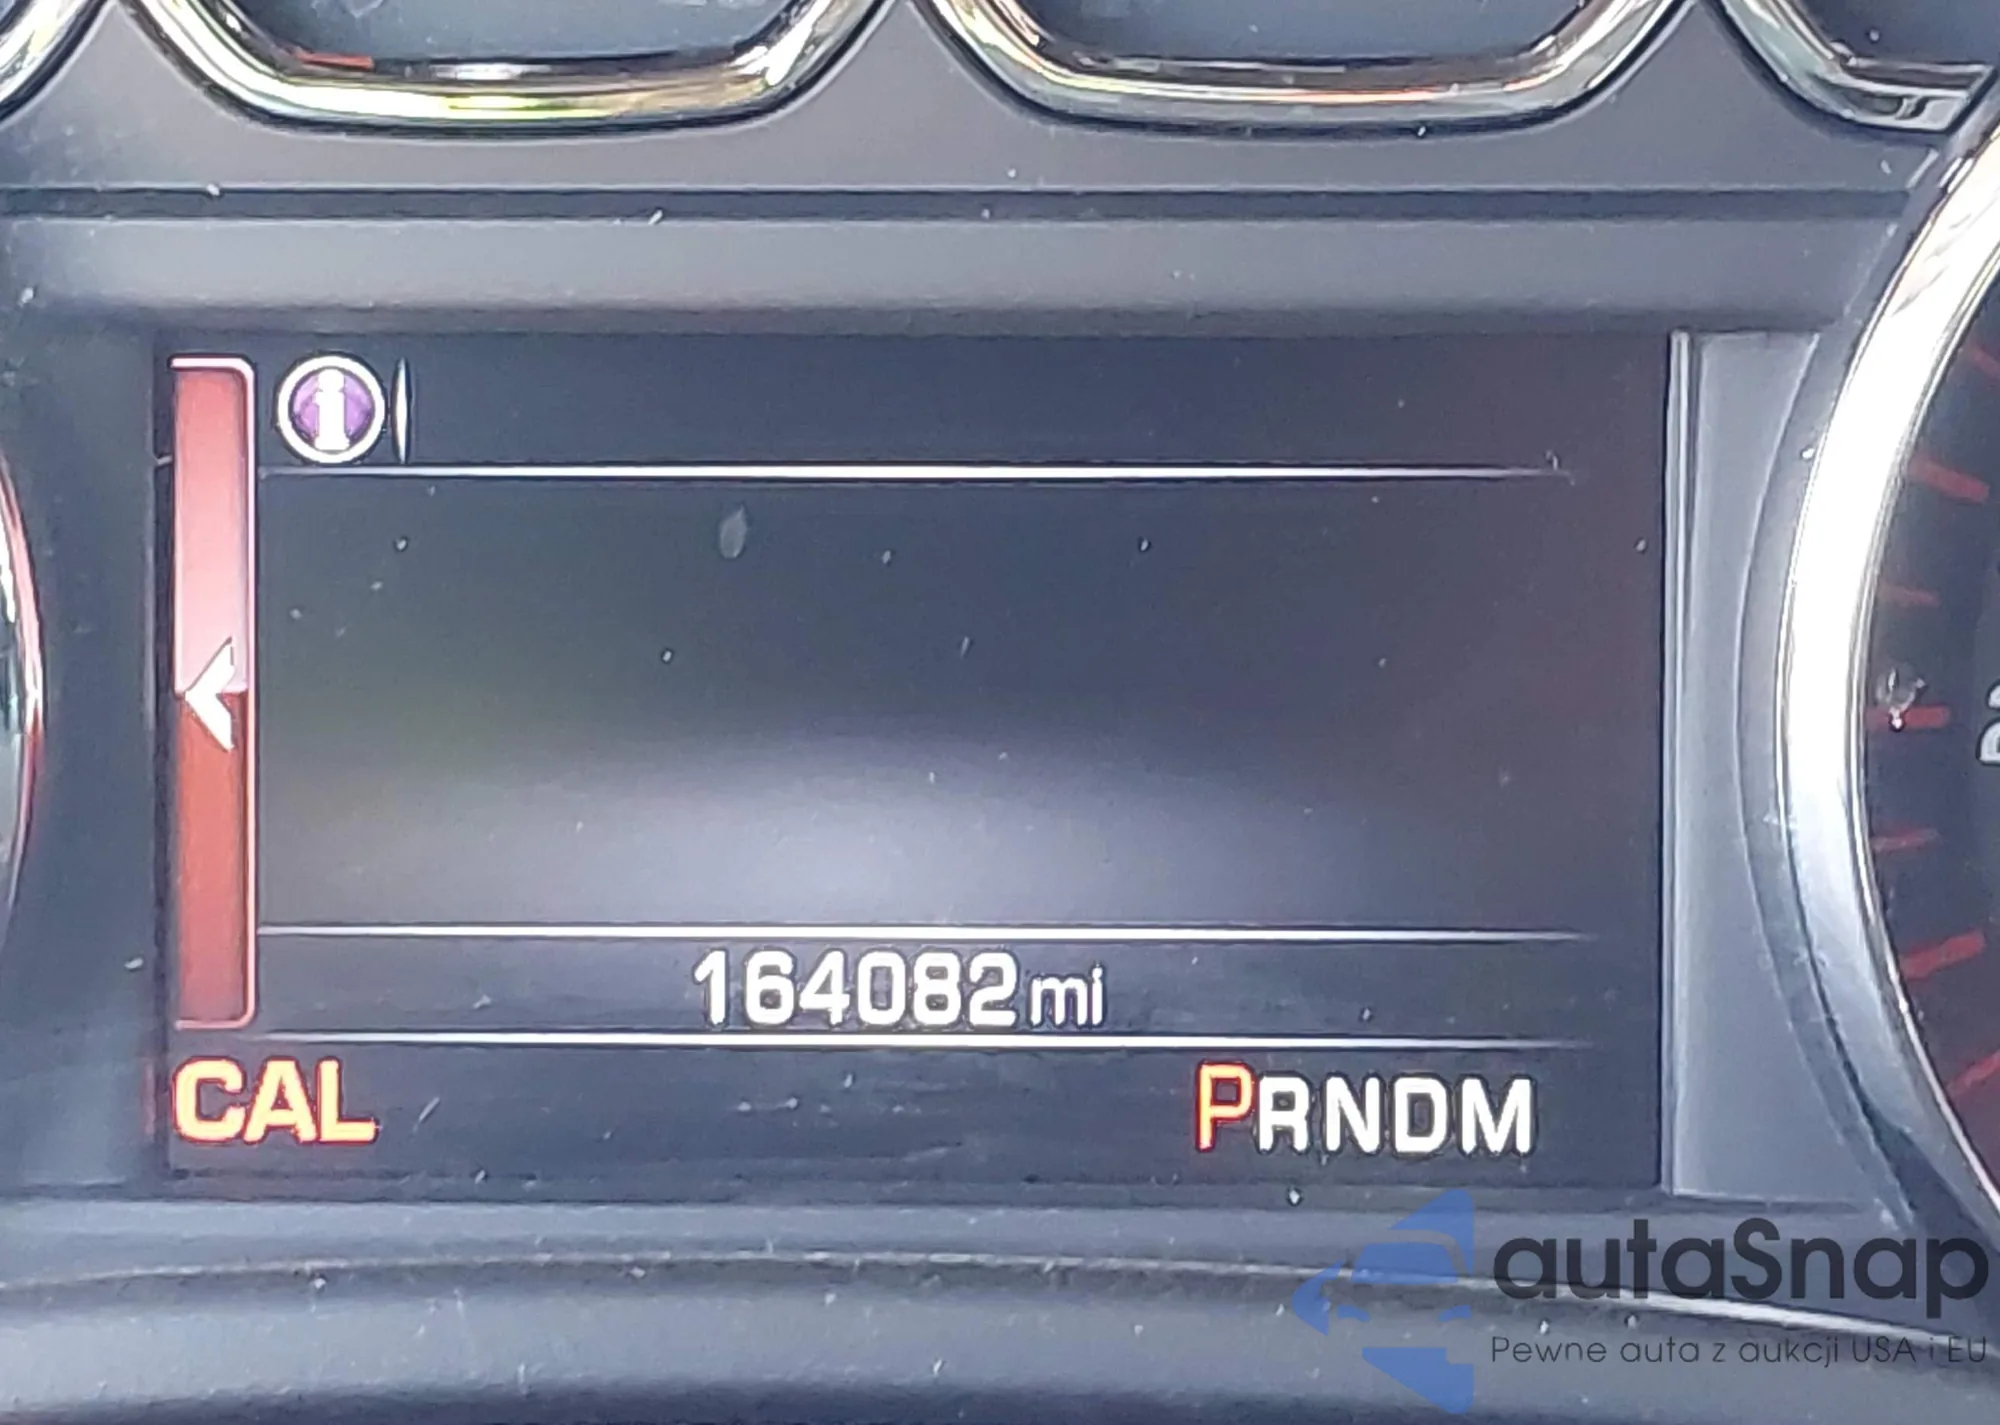 164082mi
CAL
PRNDM
autaSnap
Pewne auta z aukcji USA i EU